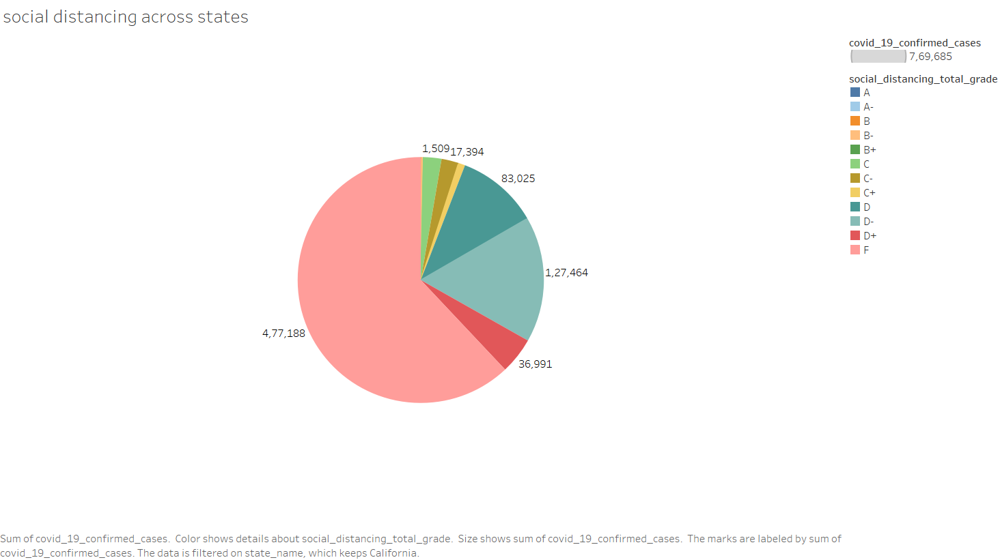 social distancing across states
covid_19_confirmed_cases
7,69,685
social_distancing_total_grade
A
A-
B
B-
B+
C
C-
C+
D
D-
D+
F
1,509
17,394
83,025
1,27,464
36,991
4,77,188
Sum of covid_19_confirmed_cases.  Color shows details about social_distancing_total_grade.  Size shows sum of covid_19_confirmed_cases.  The marks are labeled by sum of
covid_19_confirmed_cases. The data is filtered on state_name, which keeps California.